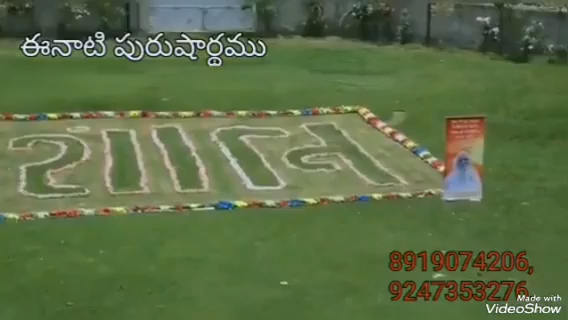 ఈనాటి పురుషార్థము
शांति
8919074206,
9247353276,
Made with
VideoShow